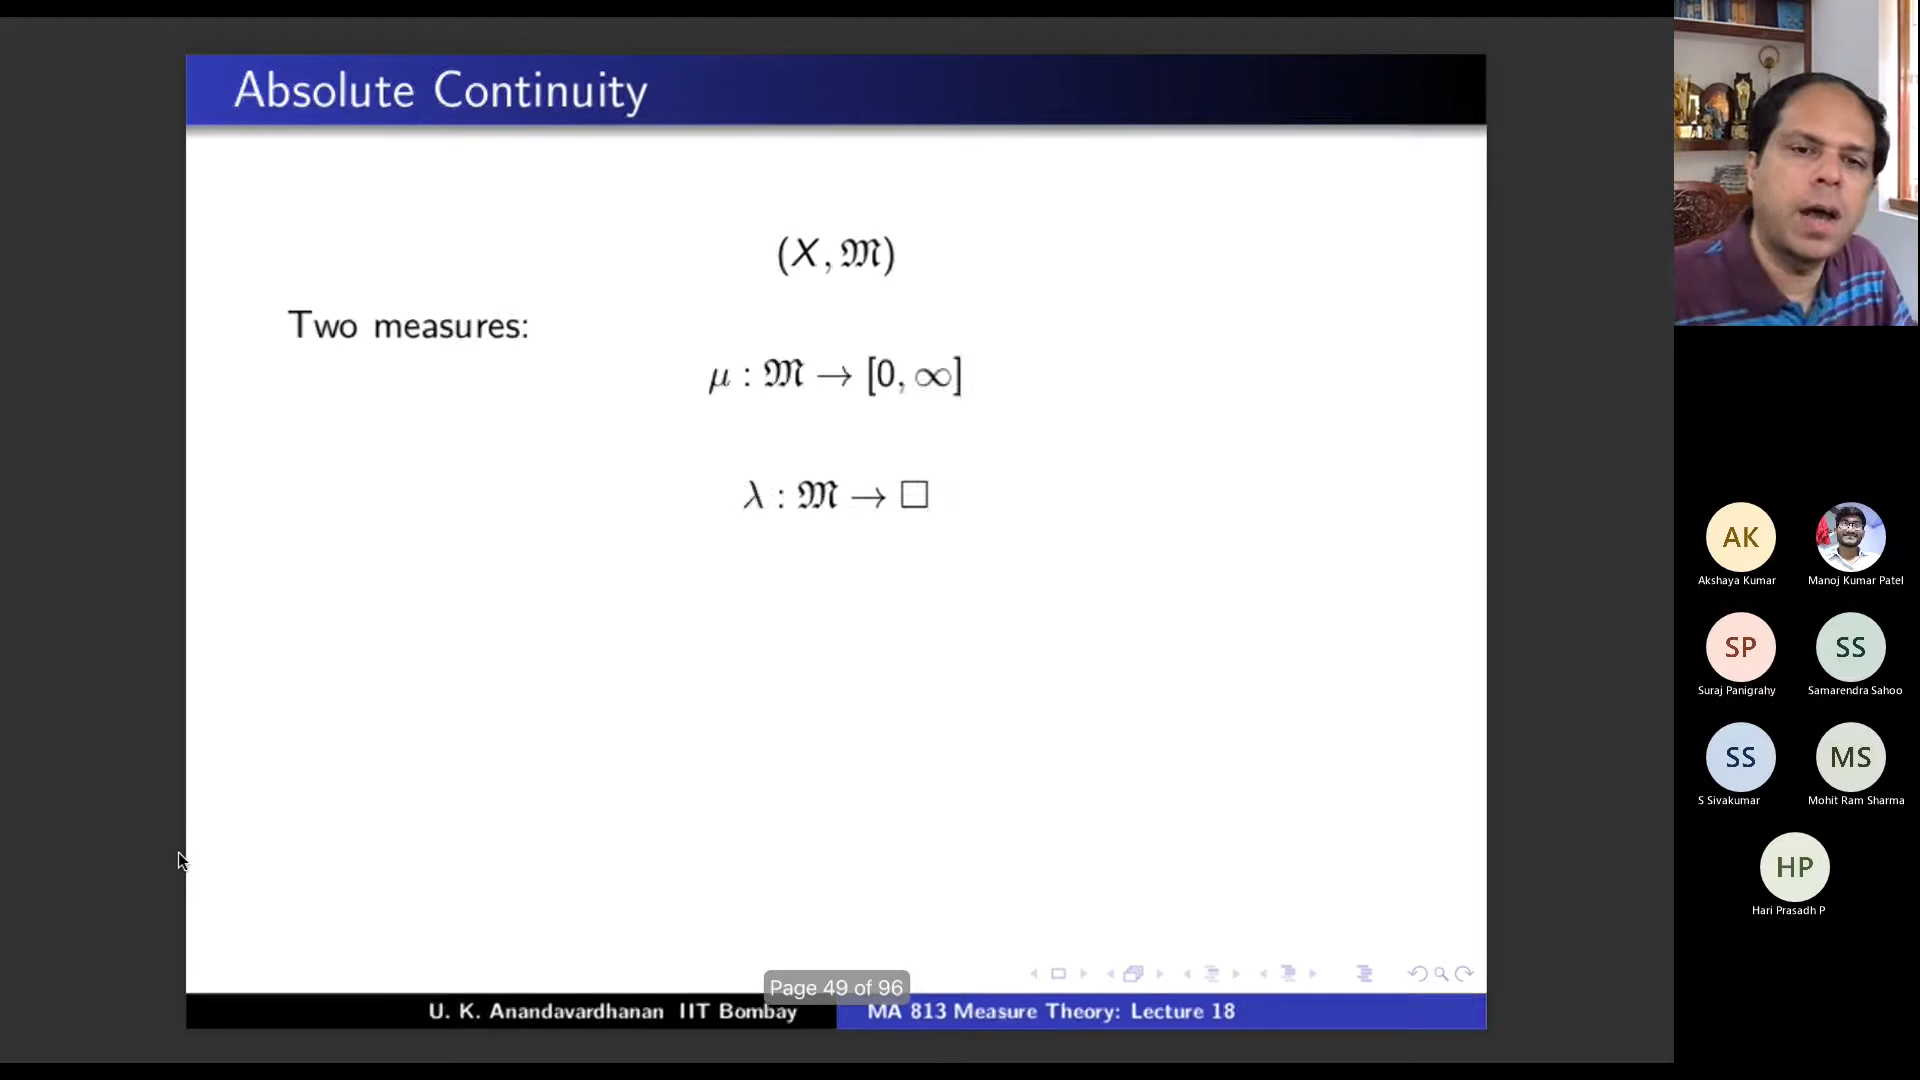 Absolute Continuity
(X, 𝔐)
Two measures:
μ : 𝔐 → [0, ∞]
λ : 𝔐 → □
Page 49 of 96
U. K. Anandavardhanan IIT Bombay
MA 813 Measure Theory: Lecture 18
AK
Akshaya Kumar
Manoj Kumar Patel
SP
Suraj Panigrahy
SS
Samarendra Sahoo
SS
S Sivakumar
MS
Mohit Ram Sharma
HP
Hari Prasadh P